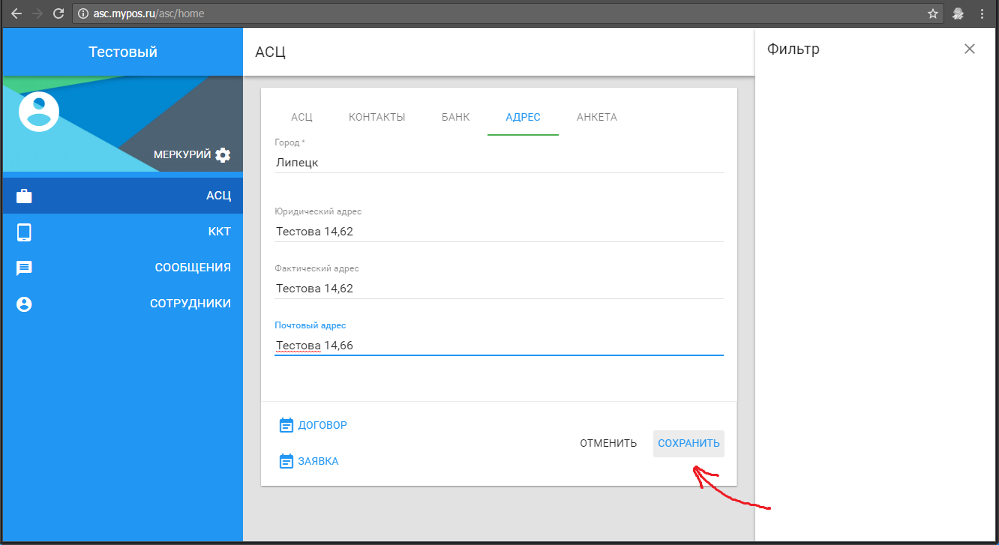 asc.mypos.ru/asc/home
Тестовый
АСЦ
Фильтр
МЕРКУРИЙ
АСЦ
ККТ
СООБЩЕНИЯ
СОТРУДНИКИ
АСЦ КОНТАКТЫ БАНК АДРЕС АНКЕТА
Город *
Липецк
Юридический адрес
Тестова 14,62
Фактический адрес
Тестова 14,62
Почтовый адрес
Тестова 14,66
ДОГОВОР
ОТМЕНИТЬ СОХРАНИТЬ
ЗАЯВКА